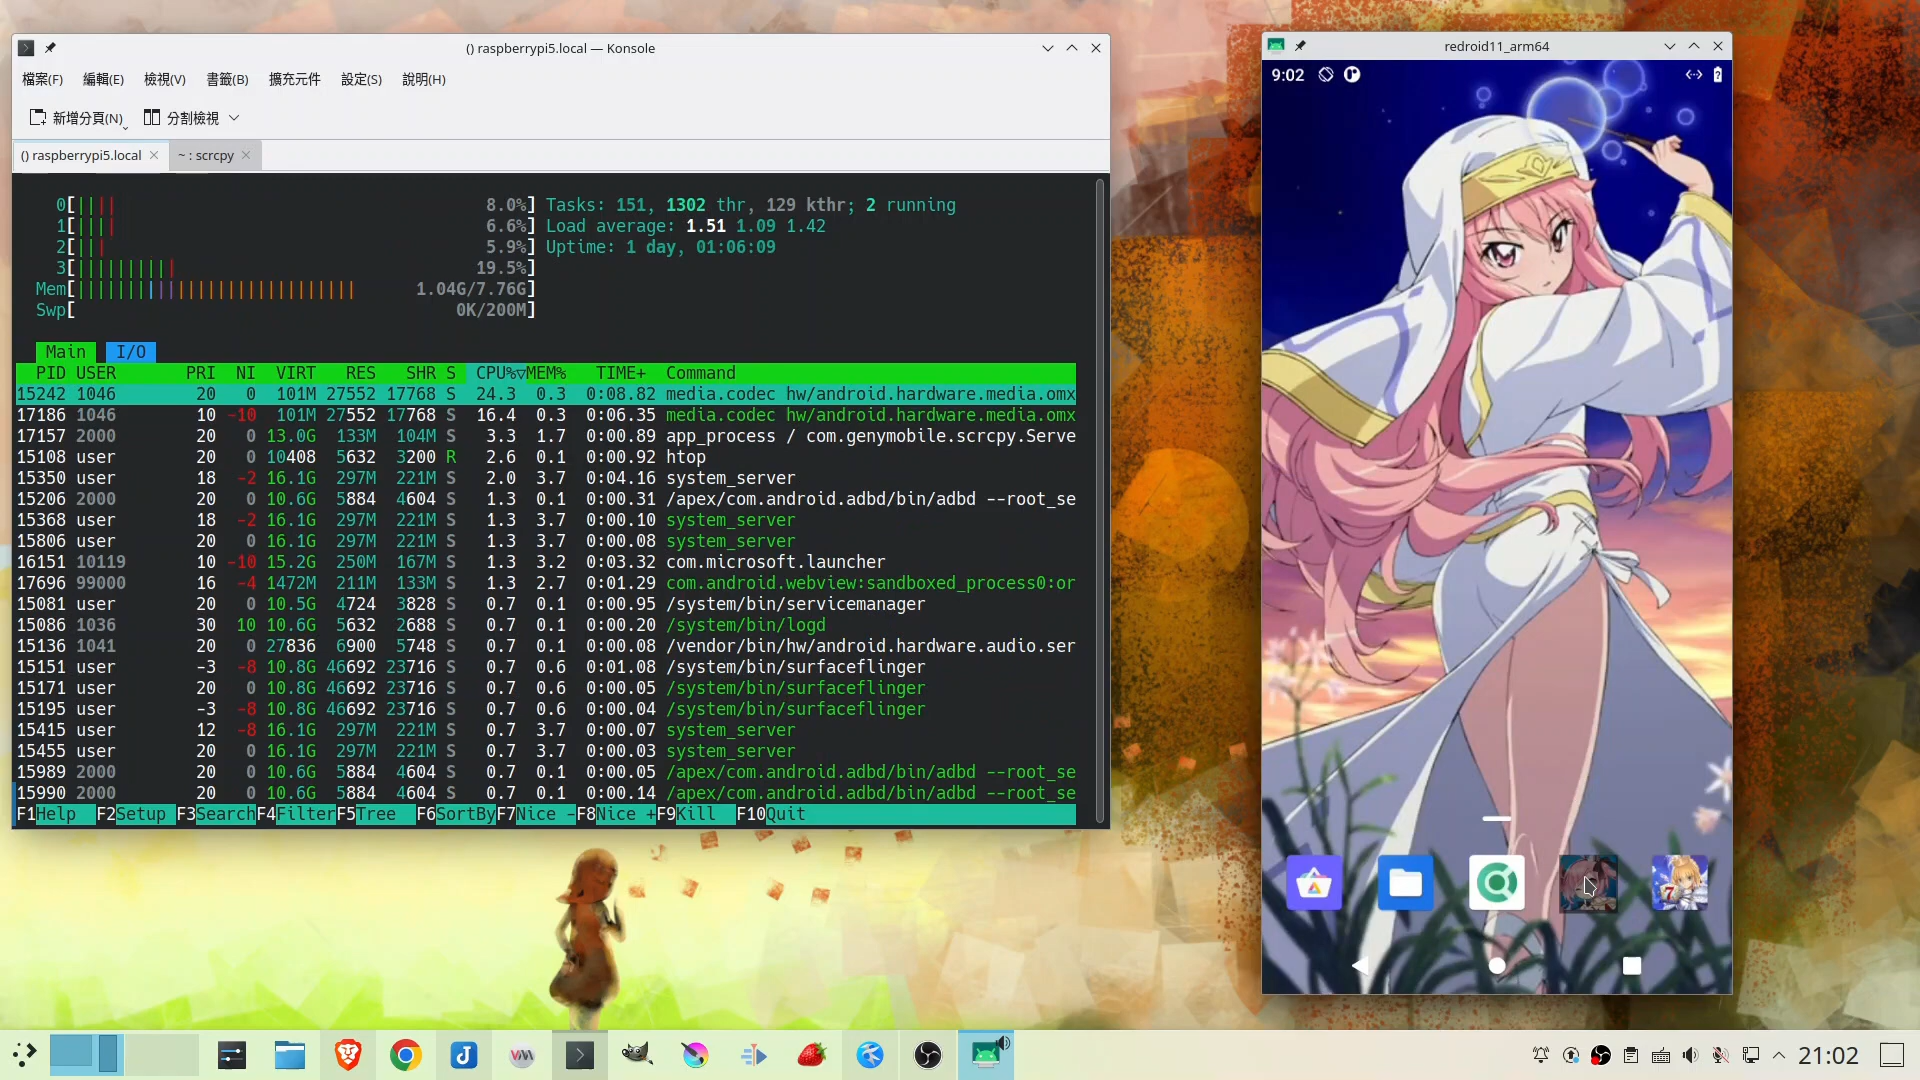 () raspberrypi5.local — Konsole
檔案(F) 編輯(E) 檢視(V) 書籤(B) 擴充元件 設定(S) 說明(H)
新增分頁(N) 分割檢視
() raspberrypi5.local ~ : scrcpy
0[|||| 8.0%] Tasks: 151, 1302 thr, 129 kthr; 2 running
1[|||| 6.6%] Load average: 1.51 1.09 1.42
2[||| 5.9%] Uptime: 1 day, 01:06:09
3[|||||||||| 19.5%]
Mem[||||||||||||||||||||||||||||1.04G/7.76G]
Swp[ 0K/200M]
Main I/O
PID USER PRI NI VIRT RES SHR S CPU%▽MEM% TIME+ Command
15242 1046 20 0 101M 27552 17768 S 24.3 0.3 0:08.82 media.codec hw/android.hardware.media.omx
17186 1046 10 -10 101M 27552 17768 S 16.4 0.3 0:06.35 media.codec hw/android.hardware.media.omx
17157 2000 20 0 13.0G 133M 104M S 3.3 1.7 0:00.89 app_process / com.genymobile.scrcpy.Serve
15108 user 20 0 10408 5632 3200 R 2.6 0.1 0:00.92 htop
15350 user 18 -2 16.1G 297M 221M S 2.0 3.7 0:04.16 system_server
15206 2000 20 0 10.6G 5884 4604 S 1.3 0.1 0:00.31 /apex/com.android.adbd/bin/adbd --root_se
15368 user 18 -2 16.1G 297M 221M S 1.3 3.7 0:00.10 system_server
15806 user 20 0 16.1G 297M 221M S 1.3 3.7 0:00.08 system_server
16151 10119 10 -10 15.2G 250M 167M S 1.3 3.2 0:03.32 com.microsoft.launcher
17696 99000 16 -4 1472M 211M 133M S 1.3 2.7 0:01.29 com.android.webview:sandboxed_process0:or
15081 user 20 0 10.5G 4724 3828 S 0.7 0.1 0:00.95 /system/bin/servicemanager
15086 1036 30 10 10.6G 5632 2688 S 0.7 0.1 0:00.20 /system/bin/logd
15136 1041 20 0 27836 6900 5748 S 0.7 0.1 0:00.08 /vendor/bin/hw/android.hardware.audio.ser
15151 user -3 -8 10.8G 46692 23716 S 0.7 0.6 0:01.08 /system/bin/surfaceflinger
15171 user 20 0 10.8G 46692 23716 S 0.7 0.6 0:00.05 /system/bin/surfaceflinger
15195 user -3 -8 10.8G 46692 23716 S 0.7 0.6 0:00.04 /system/bin/surfaceflinger
15415 user 12 -8 16.1G 297M 221M S 0.7 3.7 0:00.07 system_server
15455 user 20 0 16.1G 297M 221M S 0.7 3.7 0:00.03 system_server
15989 2000 20 0 10.6G 5884 4604 S 0.7 0.1 0:00.05 /apex/com.android.adbd/bin/adbd --root_se
15990 2000 20 0 10.6G 5884 4604 S 0.7 0.1 0:00.14 /apex/com.android.adbd/bin/adbd --root_se
F1Help F2Setup F3SearchF4FilterF5Tree F6SortByF7Nice -F8Nice +F9Kill F10Quit
redroid11_arm64
9:02
21:02